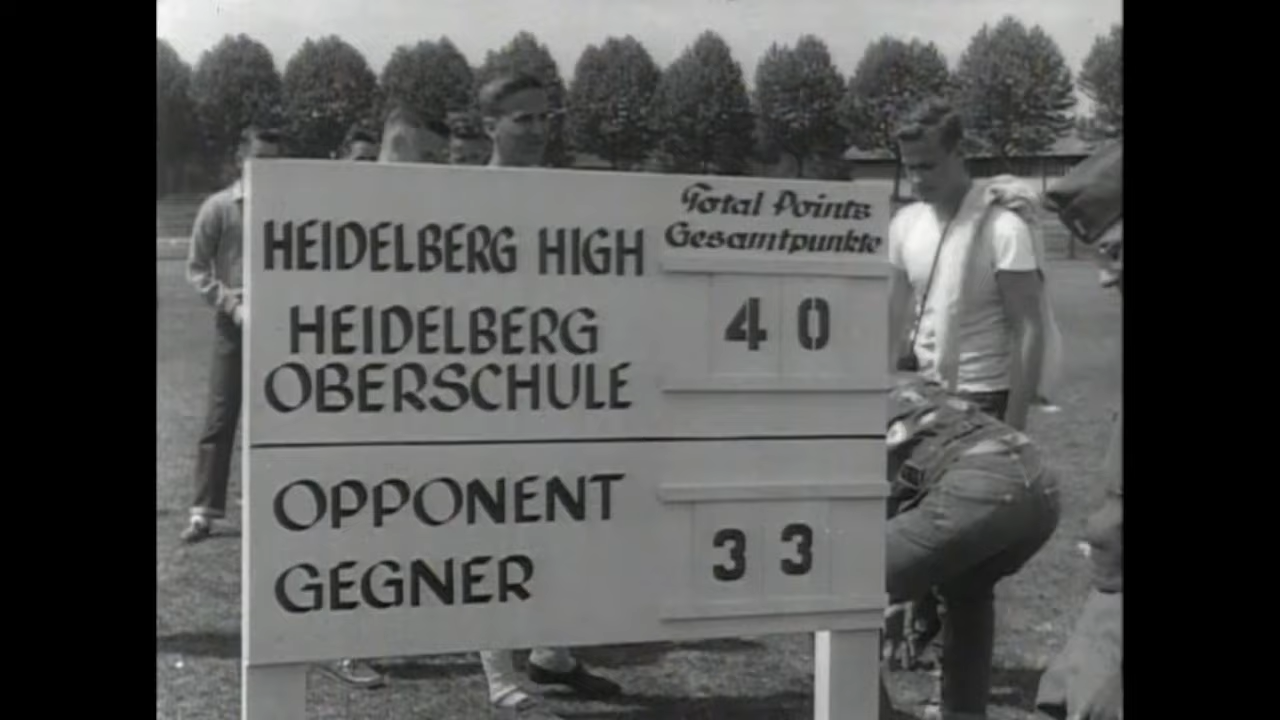 Total Points
Gesamtpunkte
HEIDELBERG HIGH
HEIDELBERG
OBERSCHULE
40
OPPONENT
GEGNER
33